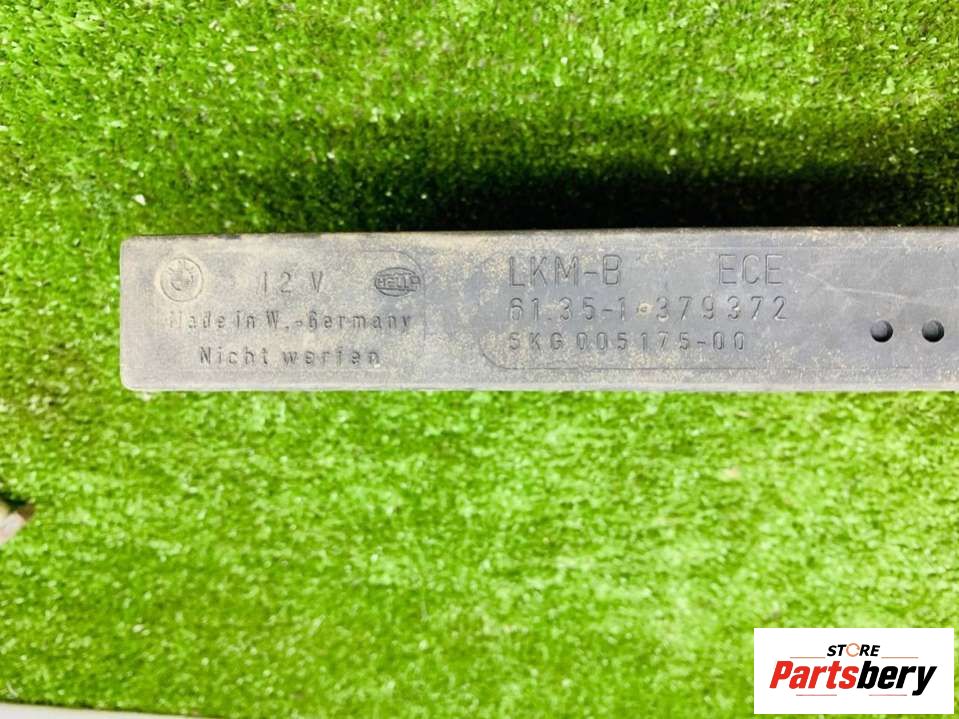 12 V
HELLA
Made in W.-Germany
Nicht werfen
LKM-B ECE
61.35-1 379372
5KG 005175-00
STORE
Partsbery